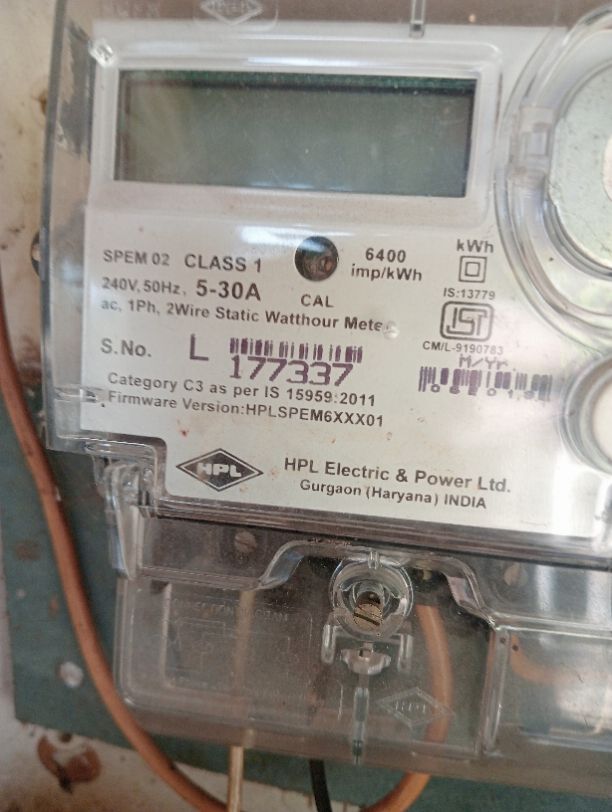 SPEM 02 CLASS 1
6400
imp/kWh
kWh
240V, 50Hz, 5-30A
CAL
IS:13779
ac, 1Ph, 2Wire Static Watthour Meter
CM/L-9190783
S.No. L 177337
M/Yr.
Category C3 as per IS 15959:2011
Firmware Version:HPLSPEM6XXX01
HPL
HPL Electric & Power Ltd.
Gurgaon (Haryana) INDIA
HPL